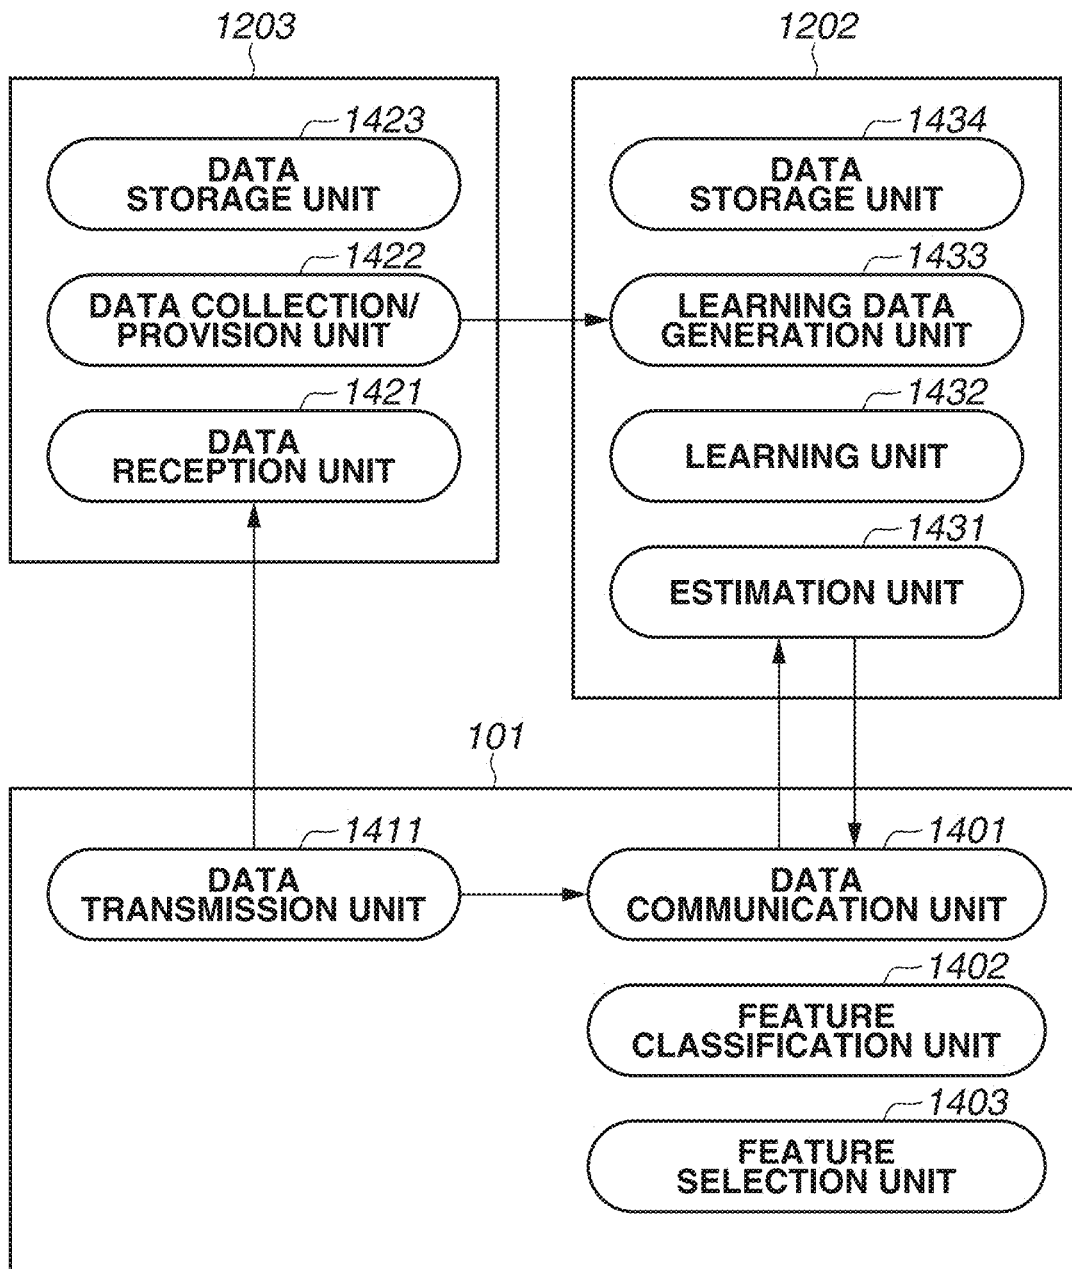 1203
1423
DATA
STORAGE UNIT
1422
DATA COLLECTION/
PROVISION UNIT
1421
DATA
RECEPTION UNIT
1202
1434
DATA
STORAGE UNIT
1433
LEARNING DATA
GENERATION UNIT
1432
LEARNING UNIT
1431
ESTIMATION UNIT
101
1411
DATA
TRANSMISSION UNIT
1401
DATA
COMMUNICATION UNIT
1402
FEATURE
CLASSIFICATION UNIT
1403
FEATURE
SELECTION UNIT